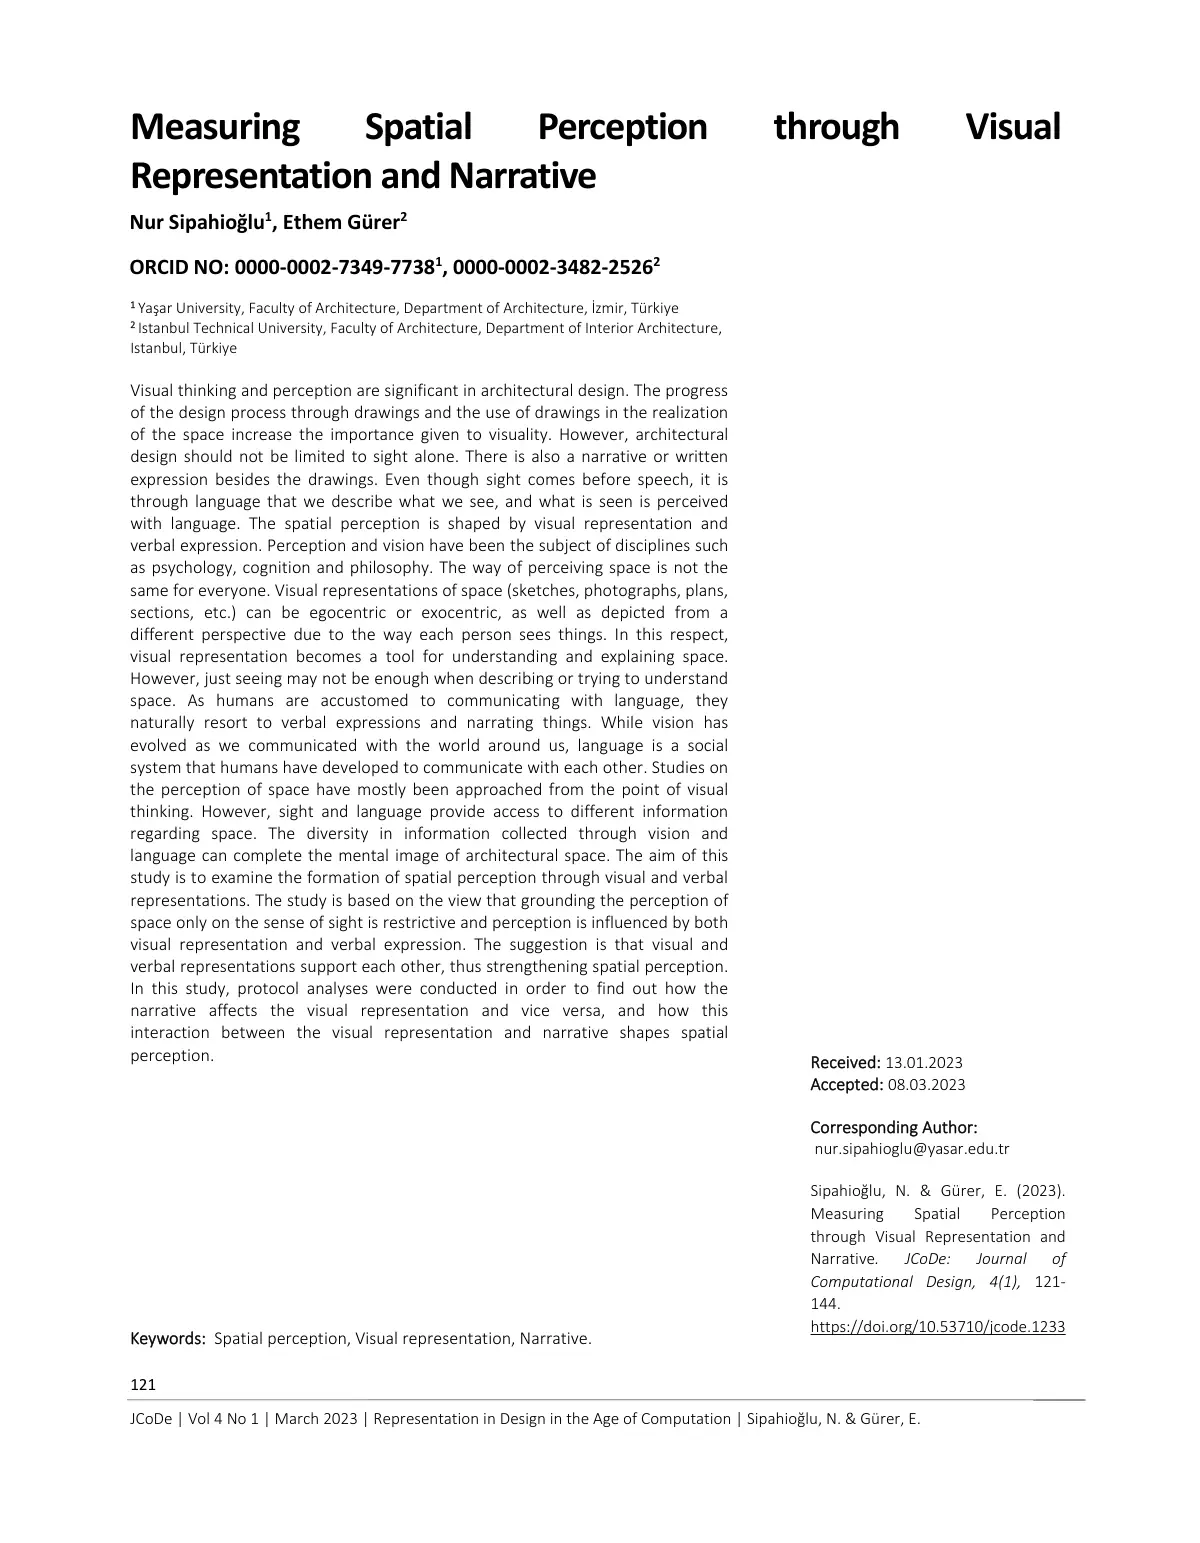 Measuring Spatial Perception through Visual
Representation and Narrative
Nur Sipahioğlu¹, Ethem Gürer²
ORCID NO: 0000-0002-7349-7738¹, 0000-0002-3482-2526²
¹ Yaşar University, Faculty of Architecture, Department of Architecture, İzmir, Türkiye
² Istanbul Technical University, Faculty of Architecture, Department of Interior Architecture,
Istanbul, Türkiye
Visual thinking and perception are significant in architectural design. The progress
of the design process through drawings and the use of drawings in the realization
of the space increase the importance given to visuality. However, architectural
design should not be limited to sight alone. There is also a narrative or written
expression besides the drawings. Even though sight comes before speech, it is
through language that we describe what we see, and what is seen is perceived
with language. The spatial perception is shaped by visual representation and
verbal expression. Perception and vision have been the subject of disciplines such
as psychology, cognition and philosophy. The way of perceiving space is not the
same for everyone. Visual representations of space (sketches, photographs, plans,
sections, etc.) can be egocentric or exocentric, as well as depicted from a
different perspective due to the way each person sees things. In this respect,
visual representation becomes a tool for understanding and explaining space.
However, just seeing may not be enough when describing or trying to understand
space. As humans are accustomed to communicating with language, they
naturally resort to verbal expressions and narrating things. While vision has
evolved as we communicated with the world around us, language is a social
system that humans have developed to communicate with each other. Studies on
the perception of space have mostly been approached from the point of visual
thinking. However, sight and language provide access to different information
regarding space. The diversity in information collected through vision and
language can complete the mental image of architectural space. The aim of this
study is to examine the formation of spatial perception through visual and verbal
representations. The study is based on the view that grounding the perception of
space only on the sense of sight is restrictive and perception is influenced by both
visual representation and verbal expression. The suggestion is that visual and
verbal representations support each other, thus strengthening spatial perception.
In this study, protocol analyses were conducted in order to find out how the
narrative affects the visual representation and vice versa, and how this
interaction between the visual representation and narrative shapes spatial
perception.
Received: 13.01.2023
Accepted: 08.03.2023
Corresponding Author:
nur.sipahioglu@yasar.edu.tr
Sipahioğlu, N. & Gürer, E. (2023).
Measuring Spatial Perception
through Visual Representation and
Narrative. JCoDe: Journal of
Computational Design, 4(1), 121-
144.
https://doi.org/10.53710/jcode.1233
Keywords: Spatial perception, Visual representation, Narrative.
121
JCoDe | Vol 4 No 1 | March 2023 | Representation in Design in the Age of Computation | Sipahioğlu, N. & Gürer, E.